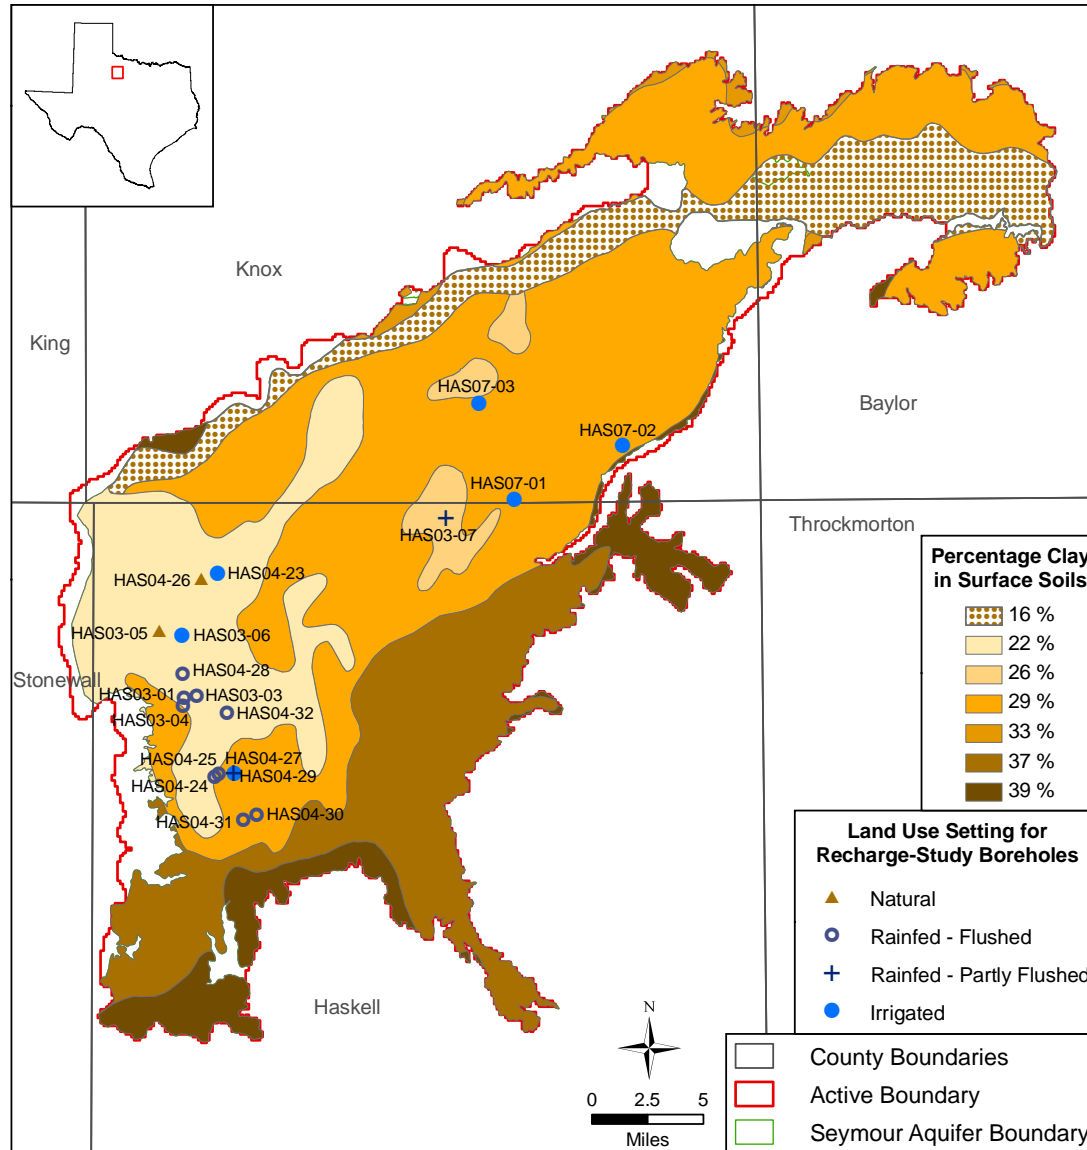 Knox
King
HAS07-03
Baylor
HAS07-02
HAS07-01
Throckmorton
HAS03-07
HAS04-26
HAS04-23
HAS03-05
HAS03-06
HAS04-28
Stonewall
HAS03-01
HAS03-03
HAS03-04
HAS04-32
HAS04-25
HAS04-27
HAS04-29
HAS04-24
HAS04-30
HAS04-31
Haskell
Percentage Clay
in Surface Soils
16 %
22 %
26 %
29 %
33 %
37 %
39 %
Land Use Setting for
Recharge-Study Boreholes
Natural
Rainfed - Flushed
Rainfed - Partly Flushed
Irrigated
N
0 2.5 5
Miles
County Boundaries
Active Boundary
Seymour Aquifer Boundary